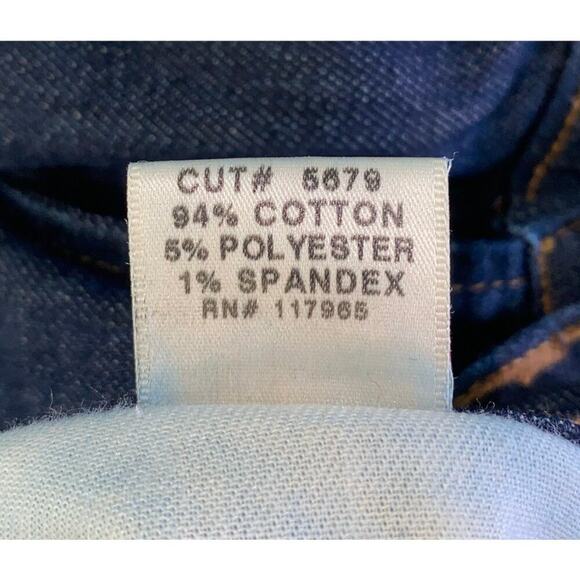 CUT# 5679
94% COTTON
5% POLYESTER
1% SPANDEX
RN# 117965